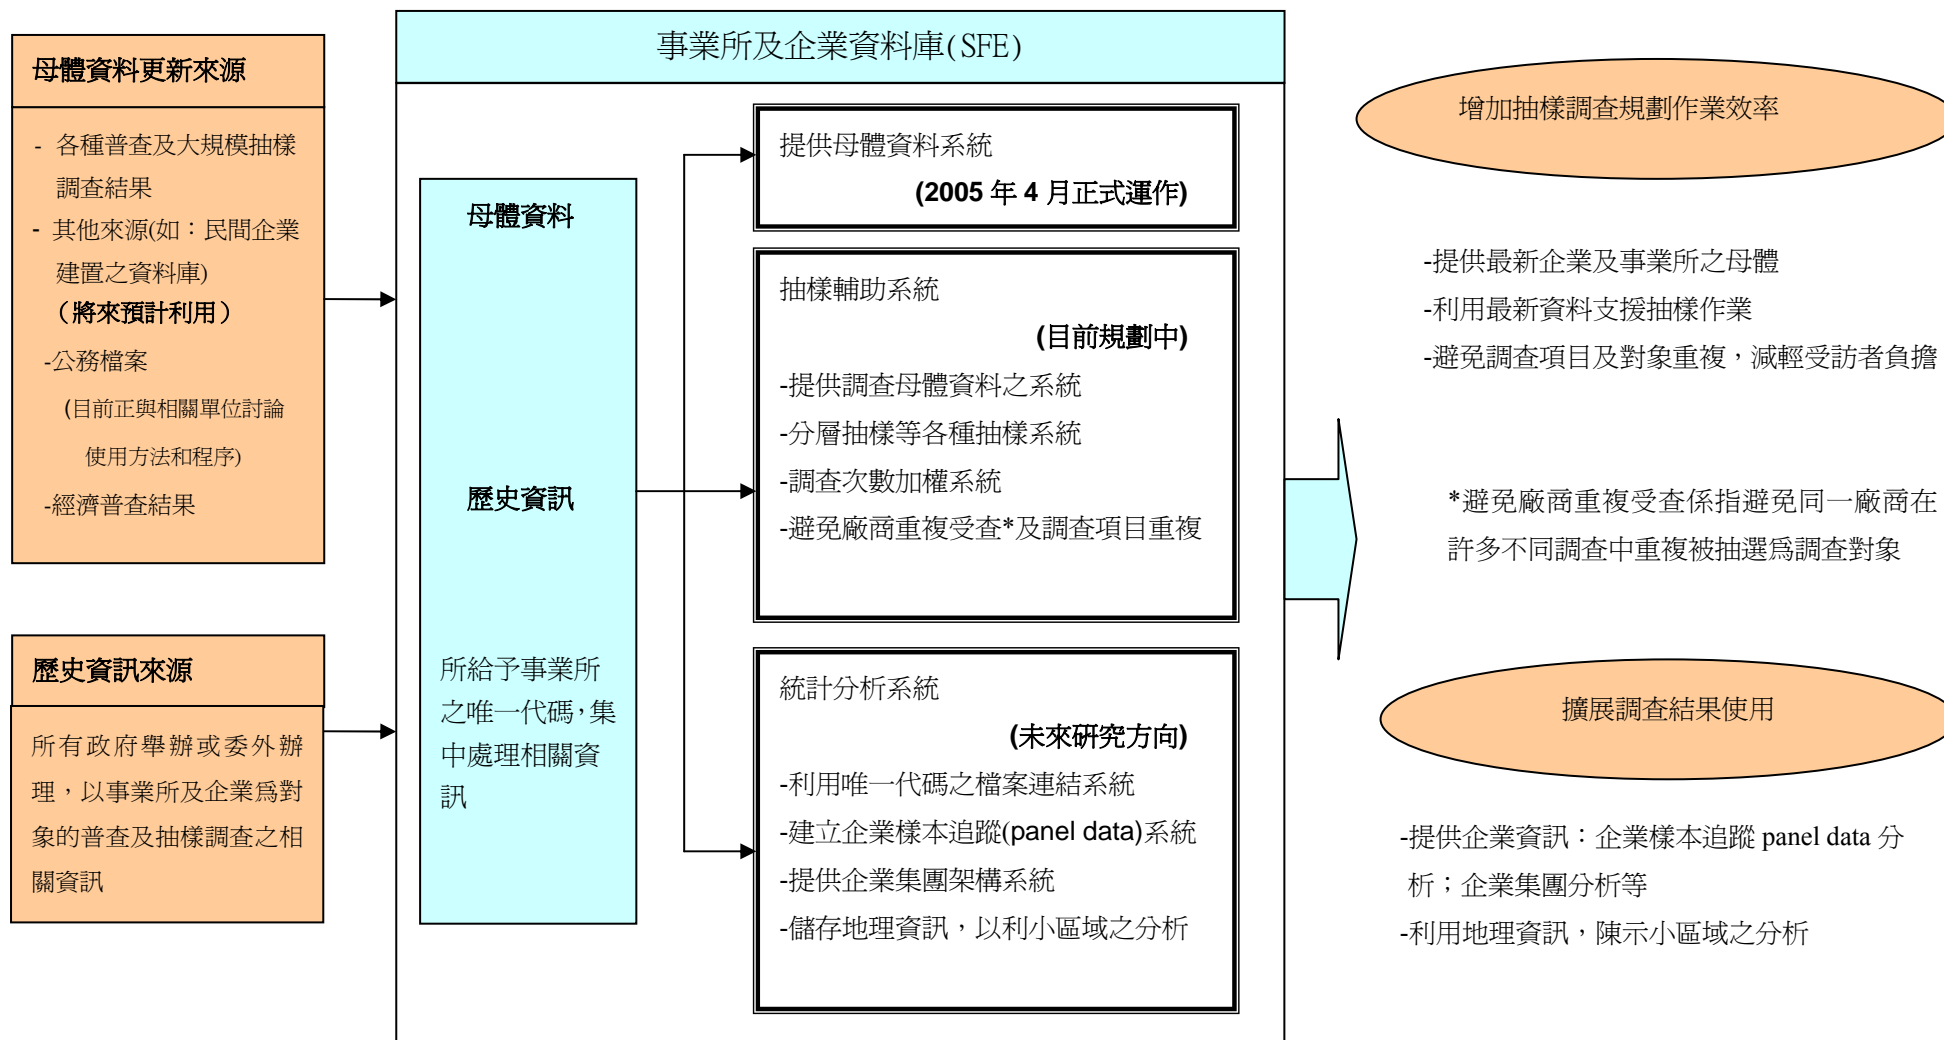 事業所及企業資料庫(SFE)
母體資料更新來源
- 各種普查及大規模抽樣
調查結果
- 其他來源(如：民間企業
建置之資料庫)
（將來預計利用）
-公務檔案
(目前正與相關單位討論
使用方法和程序)
-經濟普查結果
歷史資訊來源
所有政府舉辦或委外辦
理，以事業所及企業為對
象的普查及抽樣調查之相
關資訊
母體資料
歷史資訊
所給予事業所
之唯一代碼，集
中處理相關資
訊
提供母體資料系統
(2005 年 4 月正式運作)
抽樣輔助系統
(目前規劃中)
-提供調查母體資料之系統
-分層抽樣等各種抽樣系統
-調查次數加權系統
-避免廠商重複受查*及調查項目重複
統計分析系統
(未來研究方向)
-利用唯一代碼之檔案連結系統
-建立企業樣本追蹤(panel data)系統
-提供企業集團架構系統
-儲存地理資訊，以利小區域之分析
增加抽樣調查規劃作業效率
-提供最新企業及事業所之母體
-利用最新資料支援抽樣作業
-避免調查項目及對象重複，減輕受訪者負擔
*避免廠商重複受查係指避免同一廠商在
許多不同調查中重複被抽選為調查對象
擴展調查結果使用
-提供企業資訊：企業樣本追蹤 panel data 分
析；企業集團分析等
-利用地理資訊，陳示小區域之分析